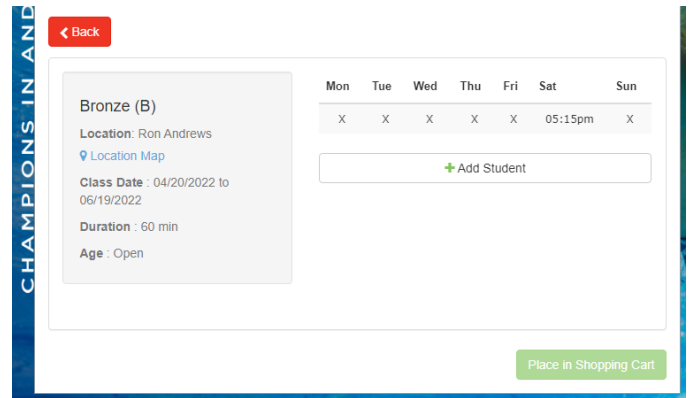 CHAMPIONS IN AND
Back
Bronze (B)
Location: Ron Andrews
Location Map
Class Date : 04/20/2022 to
06/19/2022
Duration : 60 min
Age : Open
Mon Tue Wed Thu Fri Sat Sun
X X X X X 05:15pm X
Add Student
Place in Shopping Cart